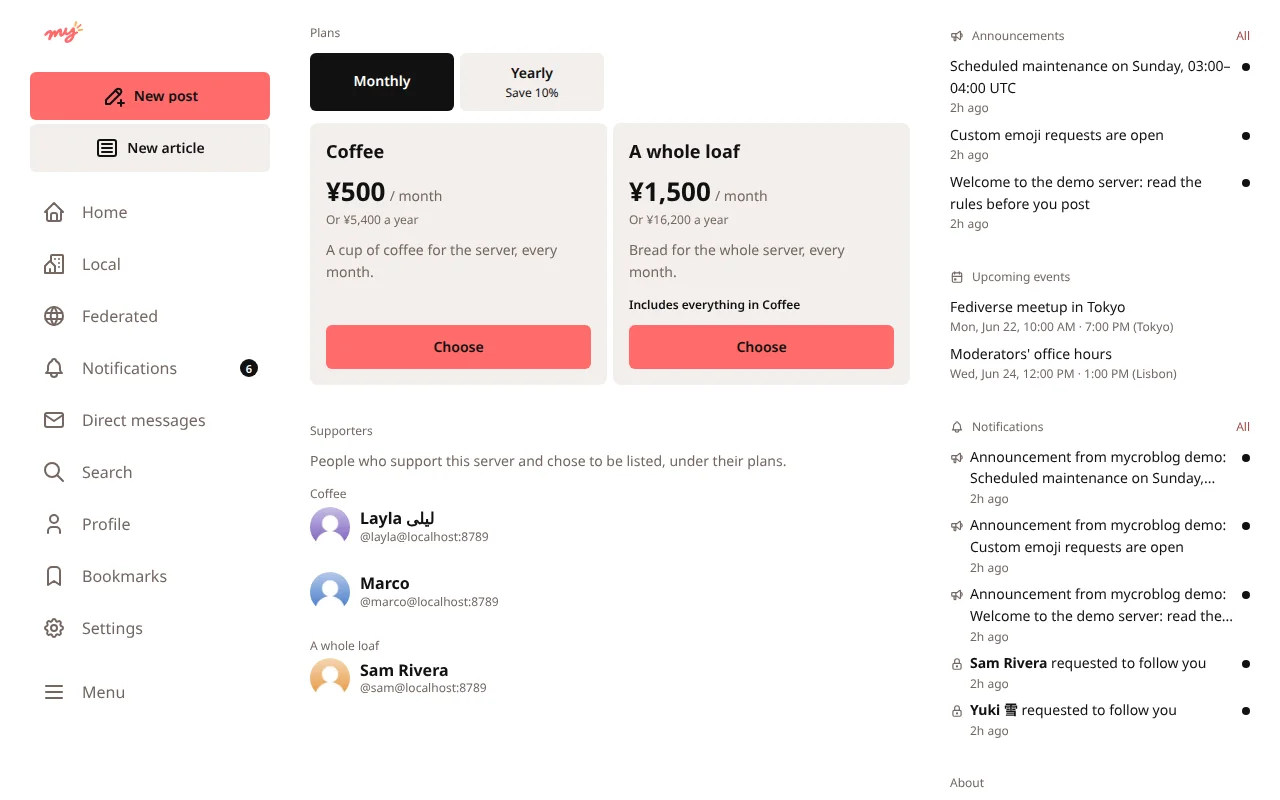 my
New post
New article
Home
Local
Federated
Notifications
6
Direct messages
Search
Profile
Bookmarks
Settings
Menu
Plans
Monthly
Yearly
Save 10%
Coffee
¥500 / month
Or ¥5,400 a year
A cup of coffee for the server, every
month.
Choose
A whole loaf
¥1,500 / month
Or ¥16,200 a year
Bread for the whole server, every
month.
Includes everything in Coffee
Choose
Supporters
People who support this server and chose to be listed, under their plans.
Coffee
Layla ليلى
@layla@localhost:8789
Marco
@marco@localhost:8789
A whole loaf
Sam Rivera
@sam@localhost:8789
Announcements
All
Scheduled maintenance on Sunday, 03:00–
04:00 UTC
2h ago
Custom emoji requests are open
2h ago
Welcome to the demo server: read the
rules before you post
2h ago
Upcoming events
Fediverse meetup in Tokyo
Mon, Jun 22, 10:00 AM · 7:00 PM (Tokyo)
Moderators' office hours
Wed, Jun 24, 12:00 PM · 1:00 PM (Lisbon)
Notifications
All
Announcement from mycroblog demo:
Scheduled maintenance on Sunday,...
2h ago
Announcement from mycroblog demo:
Custom emoji requests are open
2h ago
Announcement from mycroblog demo:
Welcome to the demo server: read the...
2h ago
Sam Rivera requested to follow you
2h ago
Yuki 雪 requested to follow you
2h ago
About